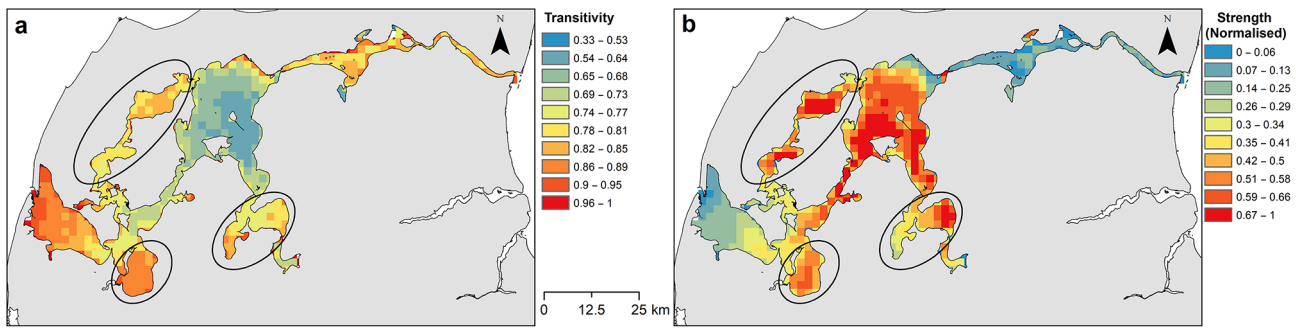 a
N
Transitivity
0.33 – 0.53
0.54 – 0.64
0.65 – 0.68
0.69 – 0.73
0.74 – 0.77
0.78 – 0.81
0.82 – 0.85
0.86 – 0.89
0.9 – 0.95
0.96 – 1
0 12.5 25 km
b
N
Strength
(Normalised)
0 – 0.06
0.07 – 0.13
0.14 – 0.25
0.26 – 0.29
0.3 – 0.34
0.35 – 0.41
0.42 – 0.5
0.51 – 0.58
0.59 – 0.66
0.67 – 1